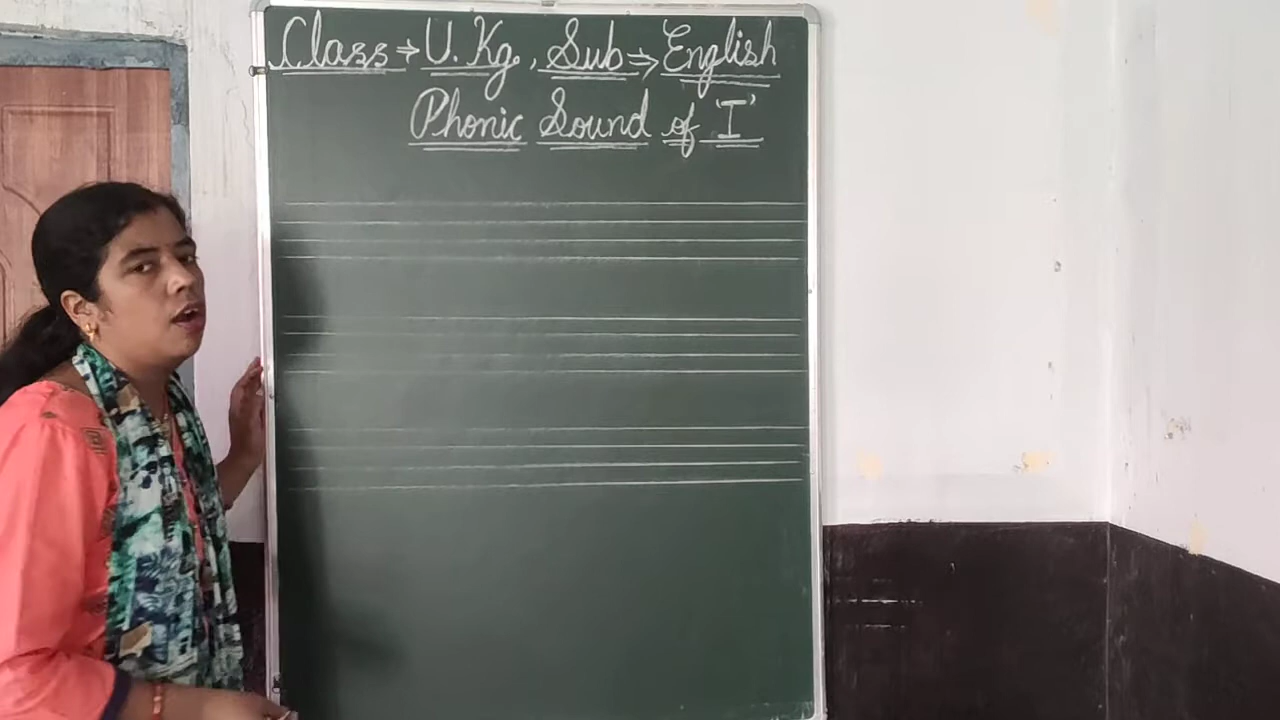 Class → U.Kg., Sub ⇒ English
Phonic Sound of 'I'